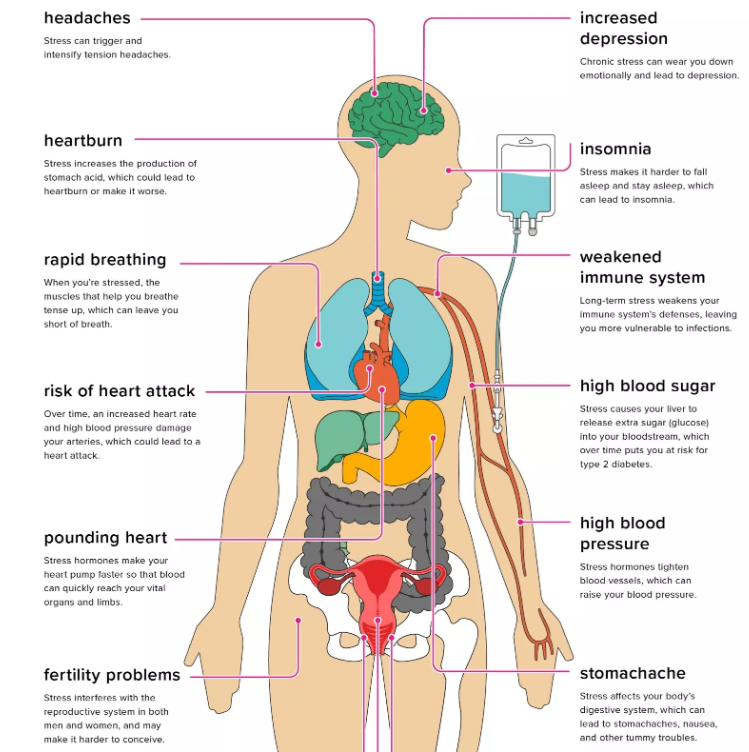 headaches
Stress can trigger and
intensify tension headaches.
increased
depression
Chronic stress can wear you down
emotionally and lead to depression.
heartburn
Stress increases the production of
stomach acid, which could lead to
heartburn or make it worse.
insomnia
Stress makes it harder to fall
asleep and stay asleep, which
can lead to insomnia.
rapid breathing
When you're stressed, the
muscles that help you breathe
tense up, which can leave you
short of breath.
weakened
immune system
Long-term stress weakens your
immune system's defenses, leaving
you more vulnerable to infections.
risk of heart attack
Over time, an increased heart rate
and high blood pressure damage
your arteries, which could lead to a
heart attack.
high blood sugar
Stress causes your liver to
release extra sugar (glucose)
into your bloodstream, which
over time puts you at risk for
type 2 diabetes.
pounding heart
Stress hormones make your
heart pump faster so that blood
can quickly reach your vital
organs and limbs.
high blood
pressure
Stress hormones tighten
blood vessels, which can
raise your blood pressure.
fertility problems
Stress interferes with the
reproductive system in both
men and women, and may
make it harder to conceive.
stomachache
Stress affects your body's
digestive system, which can
lead to stomachaches, nausea,
and other tummy troubles.